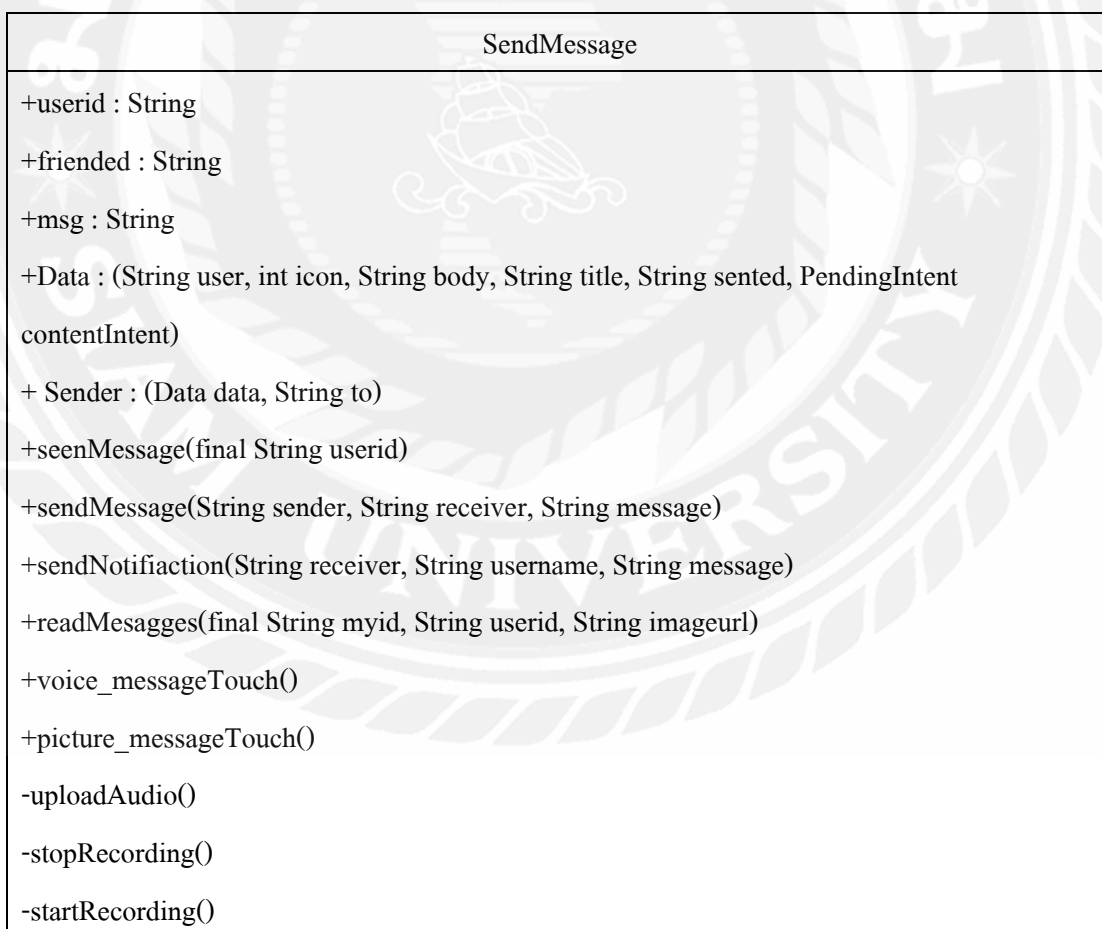 SendMessage
+userid : String
+friended : String
+msg : String
+Data : (String user, int icon, String body, String title, String sented, PendingIntent
contentIntent)
+ Sender : (Data data, String to)
+seenMessage(final String userid)
+sendMessage(String sender, String receiver, String message)
+sendNotifiaction(String receiver, String username, String message)
+readMesagges(final String myid, String userid, String imageurl)
+voice_messageTouch()
+picture_messageTouch()
-uploadAudio()
-stopRecording()
-startRecording()
SIAM UNIVERSITY